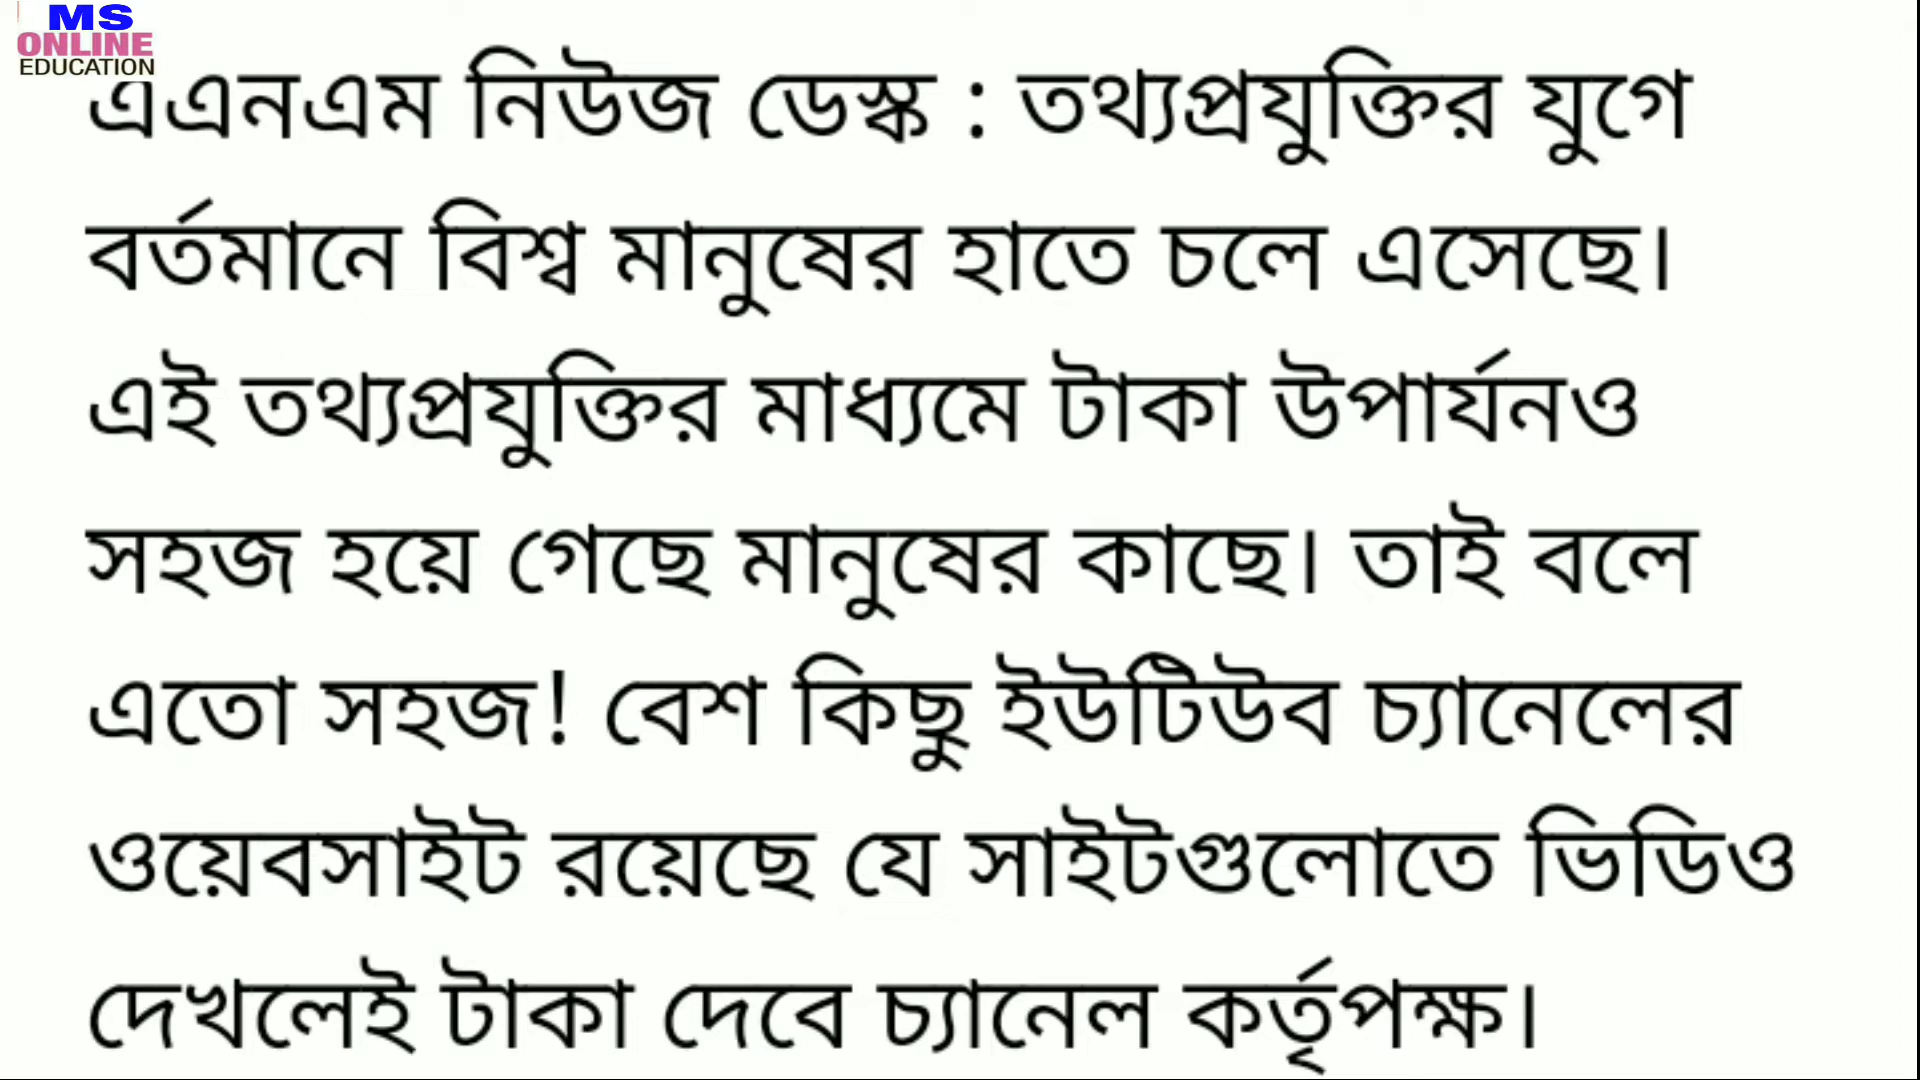 MS
ONLINE
EDUCATION
এএনএম নিউজ ডেস্ক : তথ্যপ্রযুক্তির যুগে
বর্তমানে বিশ্ব মানুষের হাতে চলে এসেছে।
এই তথ্যপ্রযুক্তির মাধ্যমে টাকা উপার্যনও
সহজ হয়ে গেছে মানুষের কাছে। তাই বলে
এতো সহজ! বেশ কিছু ইউটিউব চ্যানেলের
ওয়েবসাইট রয়েছে যে সাইটগুলোতে ভিডিও
দেখলেই টাকা দেবে চ্যানেল কর্তৃপক্ষ।